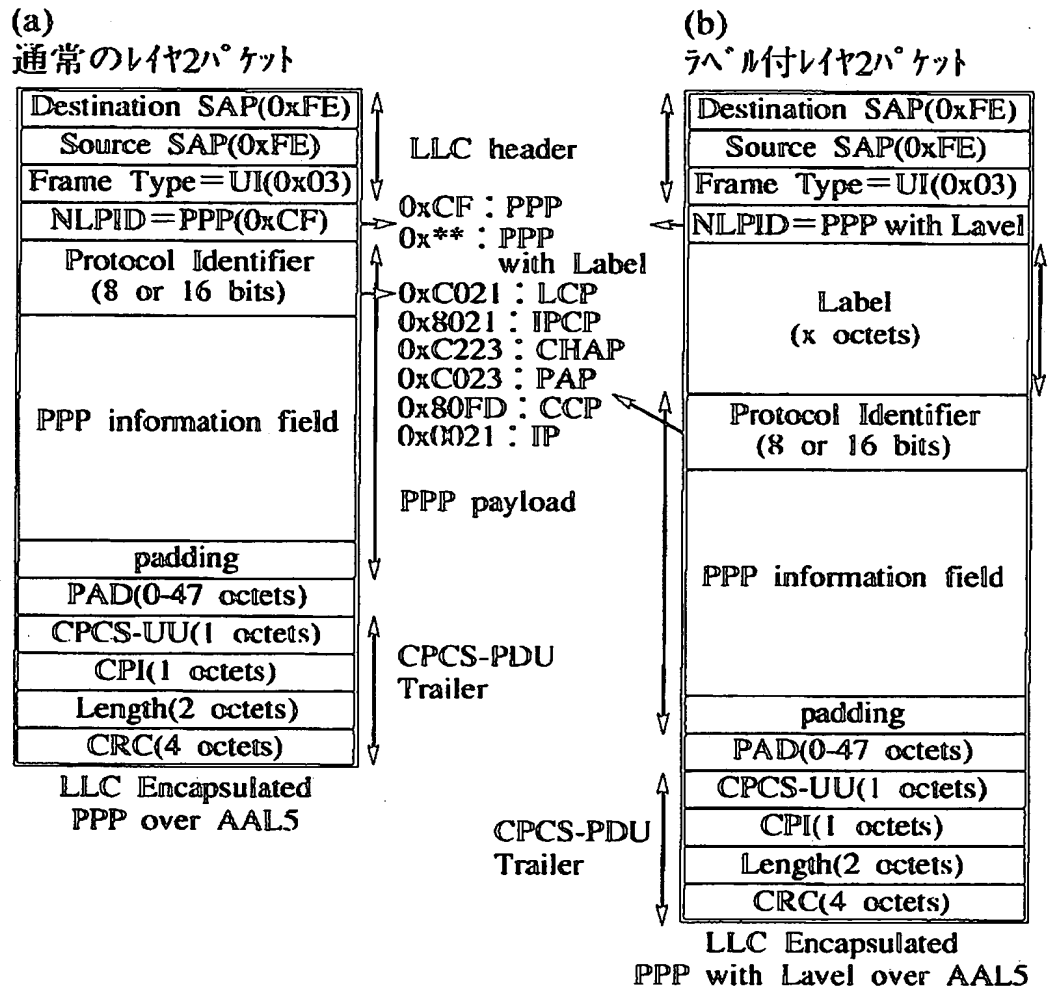 (a)
通常のレイヤ2パケット
Destination SAP(0xFE)
Source SAP(0xFE)
Frame Type=UI(0x03)
NLPID=PPP(0xCF)
Protocol Identifier
(8 or 16 bits)
PPP information field
padding
PAD(0-47 octets)
CPCS-UU(1 octets)
CPI(1 octets)
Length(2 octets)
CRC(4 octets)
LLC Encapsulated
PPP over AAL5
LLC header
0xCF : PPP
0x** : PPP
with Label
0xC021 : LCP
0x8021 : IPCP
0xC223 : CHAP
0xC023 : PAP
0x80FD : CCP
0x0021 : IP
PPP payload
CPCS-PDU
Trailer
(b)
ラベル付レイヤ2パケット
Destination SAP(0xFE)
Source SAP(0xFE)
Frame Type=UI(0x03)
NLPID=PPP with Lavel
Label
(x octets)
Protocol Identifier
(8 or 16 bits)
PPP information field
padding
PAD(0-47 octets)
CPCS-UU(1 octets)
CPI(1 octets)
Length(2 octets)
CRC(4 octets)
CPCS-PDU
Trailer
LLC Encapsulated
PPP with Lavel over AAL5